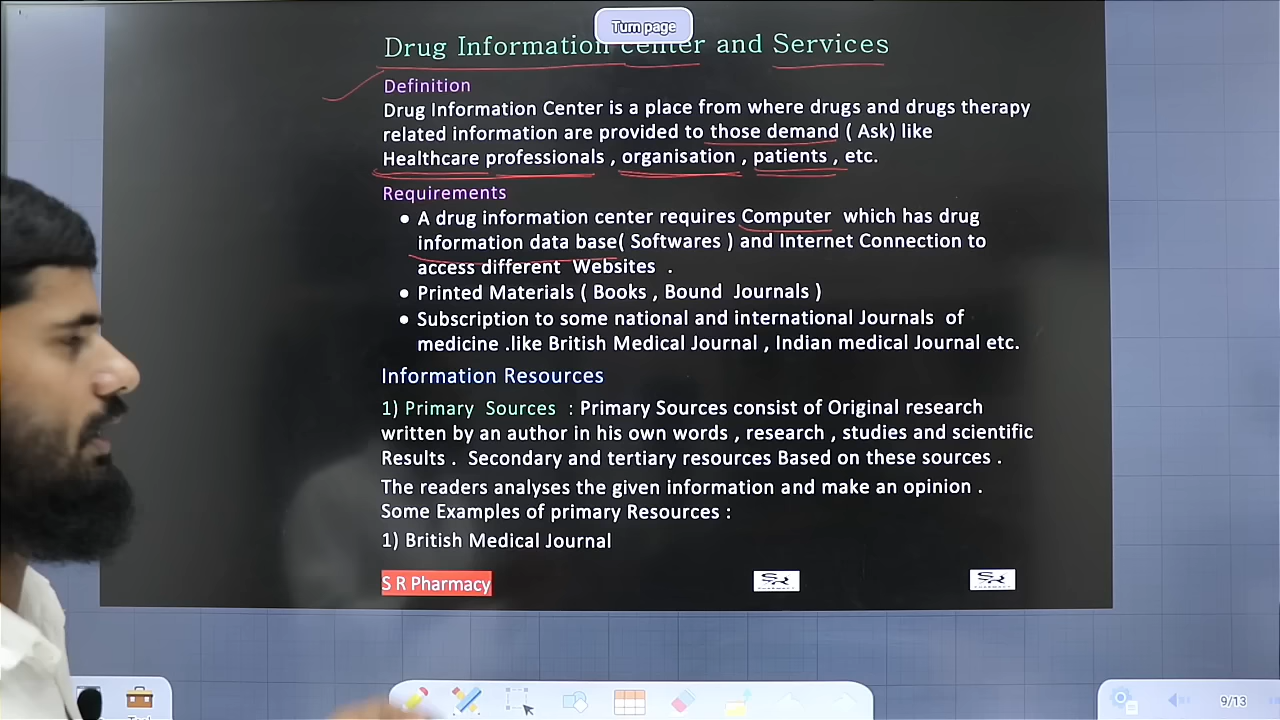 Turn page
Drug Information center and Services
Definition
Drug Information Center is a place from where drugs and drugs therapy
related information are provided to those demand ( Ask) like
Healthcare professionals , organisation , patients , etc.
Requirements
• A drug information center requires Computer which has drug
information data base( Softwares ) and Internet Connection to
access different Websites .
• Printed Materials ( Books , Bound Journals )
• Subscription to some national and international Journals of
medicine .like British Medical Journal , Indian medical Journal etc.
Information Resources
1) Primary Sources : Primary Sources consist of Original research
written by an author in his own words , research , studies and scientific
Results . Secondary and tertiary resources Based on these sources .
The readers analyses the given information and make an opinion .
Some Examples of primary Resources :
1) British Medical Journal
S R Pharmacy
9/13